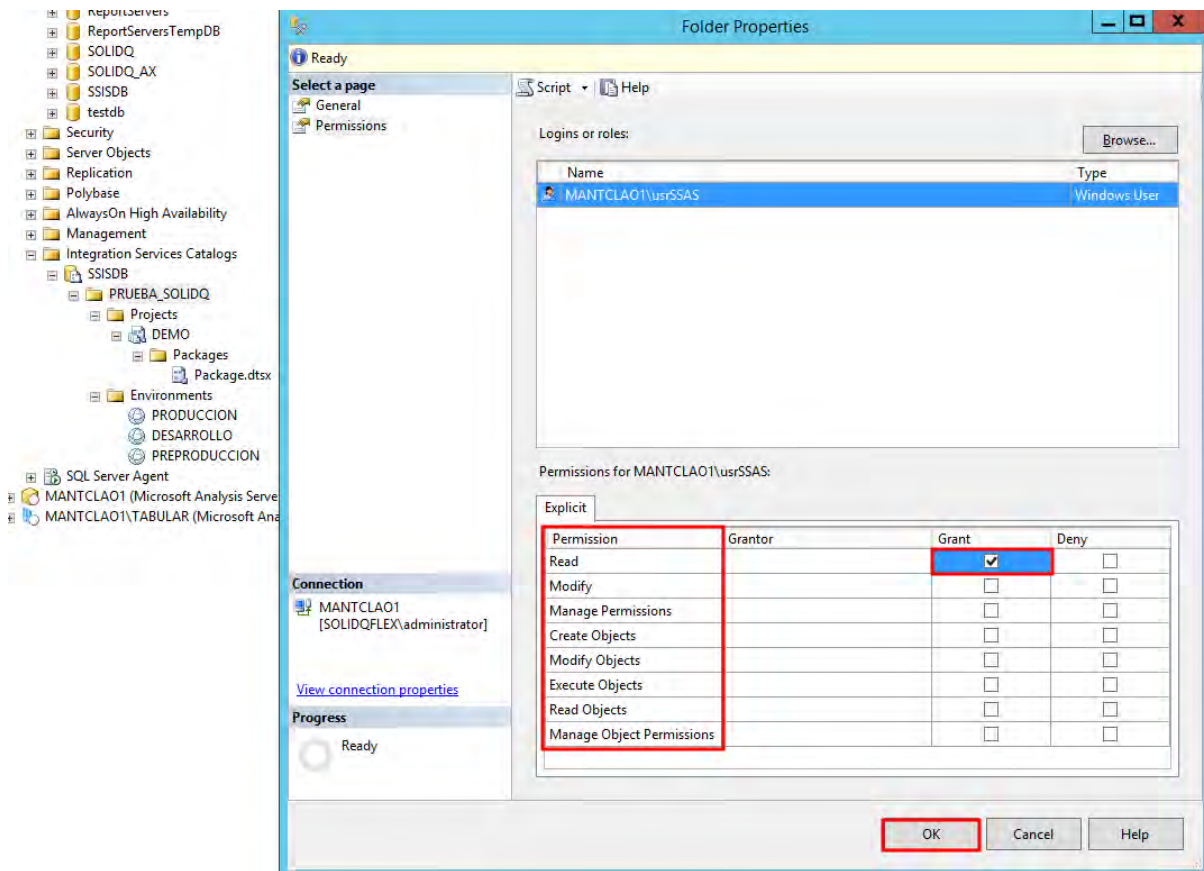 ReportServers
ReportServersTempDB
SOLIDQ
SOLIDQ_AX
SSISDB
testdb
Security
Server Objects
Replication
Polybase
AlwaysOn High Availability
Management
Integration Services Catalogs
SSISDB
PRUEBA_SOLIDQ
Projects
DEMO
Packages
Package.dtsx
Environments
PRODUCCION
DESARROLLO
PREPRODUCCION
SQL Server Agent
MANTCLAO1 (Microsoft Analysis Serve
MANTCLAO1\TABULAR (Microsoft Ana
Folder Properties
Ready
Select a page
General
Permissions
Connection
MANTCLAO1
[SOLIDQFLEX\administrator]
View connection properties
Progress
Ready
Script Help
Logins or roles:
Browse...
Name Type
MANTCLAO1\usrSSAS Windows User
Permissions for MANTCLAO1\usrSSAS:
Explicit
Permission Grantor Grant Deny
Read
Modify
Manage Permissions
Create Objects
Modify Objects
Execute Objects
Read Objects
Manage Object Permissions
OK Cancel Help